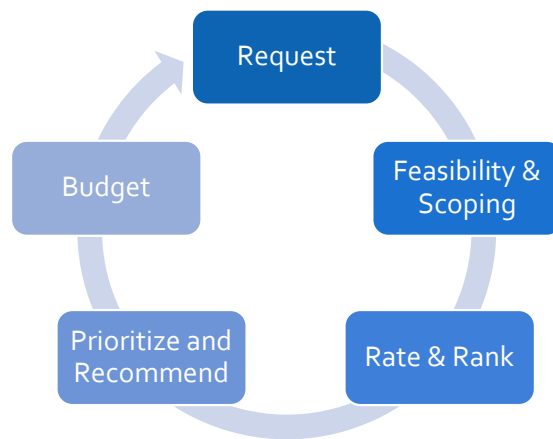 Request
Feasibility &
Scoping
Rate & Rank
Prioritize and
Recommend
Budget